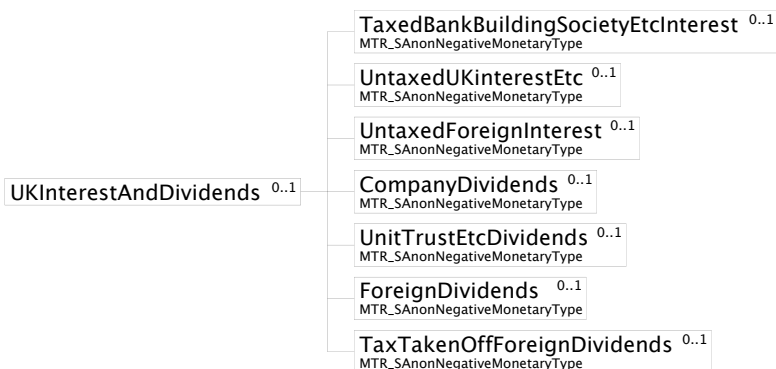 TaxedBankBuildingSocietyEtcInterest 0..1
MTR_SAnonNegativeMonetaryType
UntaxedUKinterestEtc 0..1
MTR_SAnonNegativeMonetaryType
UntaxedForeignInterest 0..1
MTR_SAnonNegativeMonetaryType
UKInterestAndDividends 0..1
CompanyDividends 0..1
MTR_SAnonNegativeMonetaryType
UnitTrustEtcDividends 0..1
MTR_SAnonNegativeMonetaryType
ForeignDividends 0..1
MTR_SAnonNegativeMonetaryType
TaxTakenOffForeignDividends 0..1
MTR_SAnonNegativeMonetaryType